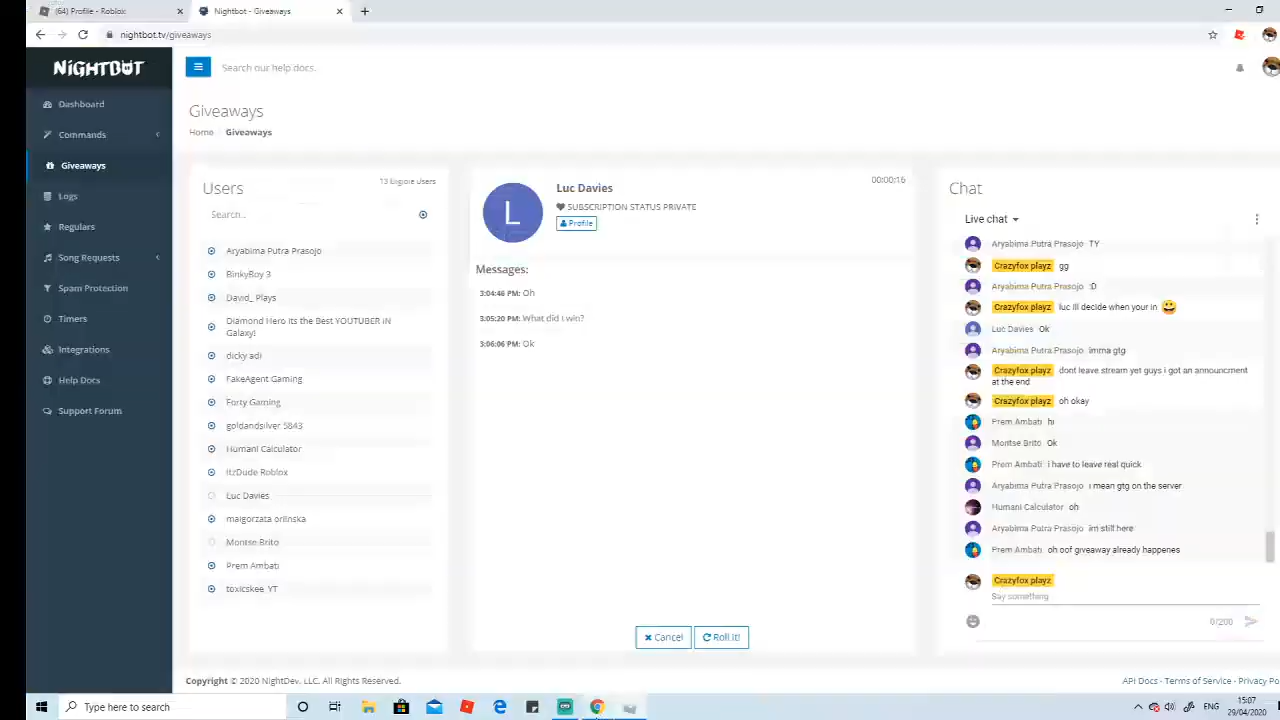 (64) Profile - Roblox
Nightbot - Giveaways
nightbot.tv/giveaways
NIGHTBOT
Search our help docs.
Dashboard
Commands
Giveaways
Logs
Regulars
Song Requests
Spam Protection
Timers
Integrations
Help Docs
Support Forum
Giveaways
Home / Giveaways
Users
13 Eligible Users
Search...
Aryabima Putra Prasojo
BinkyBoy 3
David_ Plays
Diamond Hero Its the Best YOUTUBER IN
Galaxy!
dicky adi
FakeAgent Gaming
Forty Gaming
goldandsilver 5843
Humani Calculator
ItzDude Roblox
Luc Davies
malgorzata orlinska
Montse Brito
Prem Ambati
toxicskee YT
L
Luc Davies
00:00:16
SUBSCRIPTION STATUS PRIVATE
Profile
Messages:
3:04:46 PM: Oh
3:05:20 PM: What did I win?
3:06:06 PM: Ok
Cancel
Roll It!
Chat
Live chat
Aryabima Putra Prasojo TY
Crazyfox playz gg
Aryabima Putra Prasojo :D
Crazyfox playz luc Ill decide when your in
Luc Davies Ok
Aryabima Putra Prasojo imma gtg
Crazyfox playz dont leave stream yet guys i got an announcment
at the end
Crazyfox playz oh okay
Prem Ambati hi
Montse Brito Ok
Prem Ambati i have to leave real quick
Aryabima Putra Prasojo i mean gtg on the server
Humani Calculator oh
Aryabima Putra Prasojo im still here
Prem Ambati oh oof giveaway already happenes
Crazyfox playz
Say something
0/200
Copyright © 2020 NightDev, LLC. All Rights Reserved.
API Docs - Terms of Service - Privacy Po
Type here to search
ENG
15:07
29/04/2020